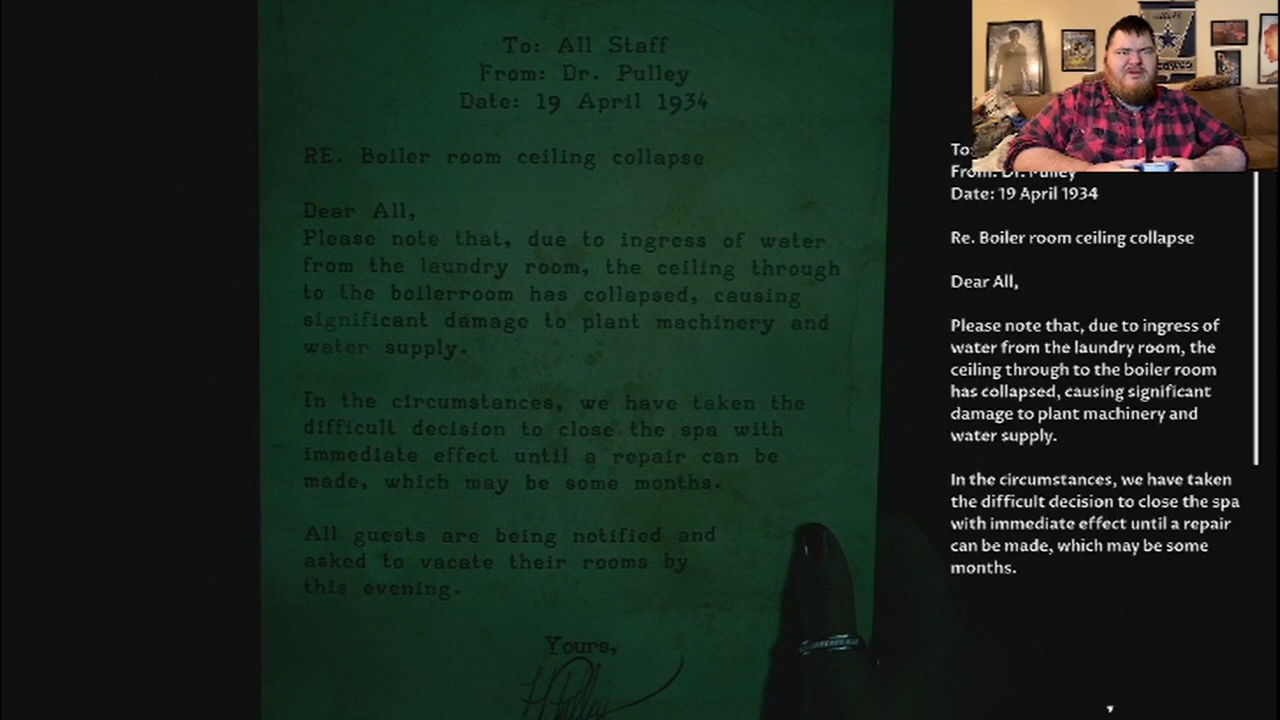 To: All Staff
From: Dr. Pulley
Date: 19 April 1934
RE. Boiler room ceiling collapse
Dear All,
Please note that, due to ingress of water
from the laundry room, the ceiling through
to the boilerroom has collapsed, causing
significant damage to plant machinery and
water supply.
In the circumstances, we have taken the
difficult decision to close the spa with
immediate effect until a repair can be
made, which may be some months.
All guests are being notified and
asked to vacate their rooms by
this evening.
Yours,
H Pulley
To:
From: Dr. Pulley
Date: 19 April 1934
Re. Boiler room ceiling collapse
Dear All,
Please note that, due to ingress of
water from the laundry room, the
ceiling through to the boiler room
has collapsed, causing significant
damage to plant machinery and
water supply.
In the circumstances, we have taken
the difficult decision to close the spa
with immediate effect until a repair
can be made, which may be some
months.